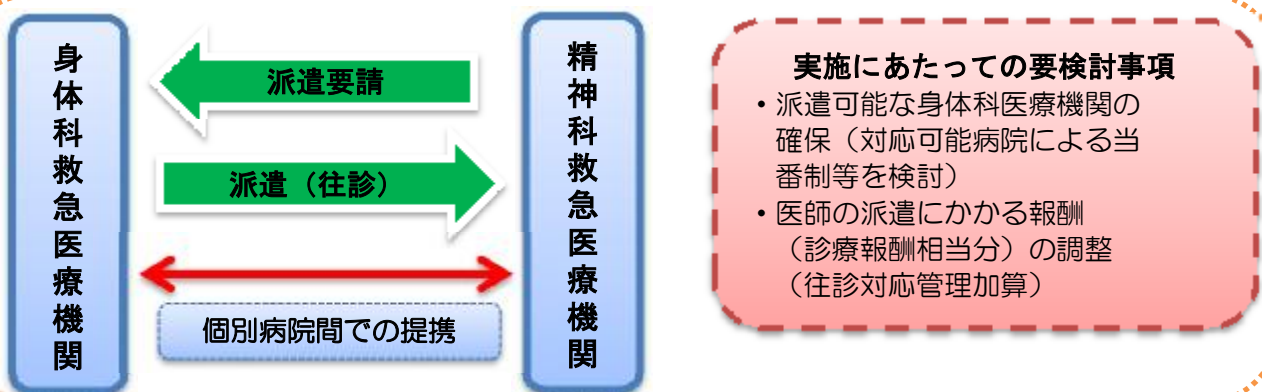 身体科救急医療機関
派遣要請
派遣（往診）
個別病院間での提携
精神科救急医療機関
実施にあたっての要検討事項
・派遣可能な身体科医療機関の
確保（対応可能病院による当
番制等を検討）
・医師の派遣にかかる報酬
（診療報酬相当分）の調整
（往診対応管理加算）